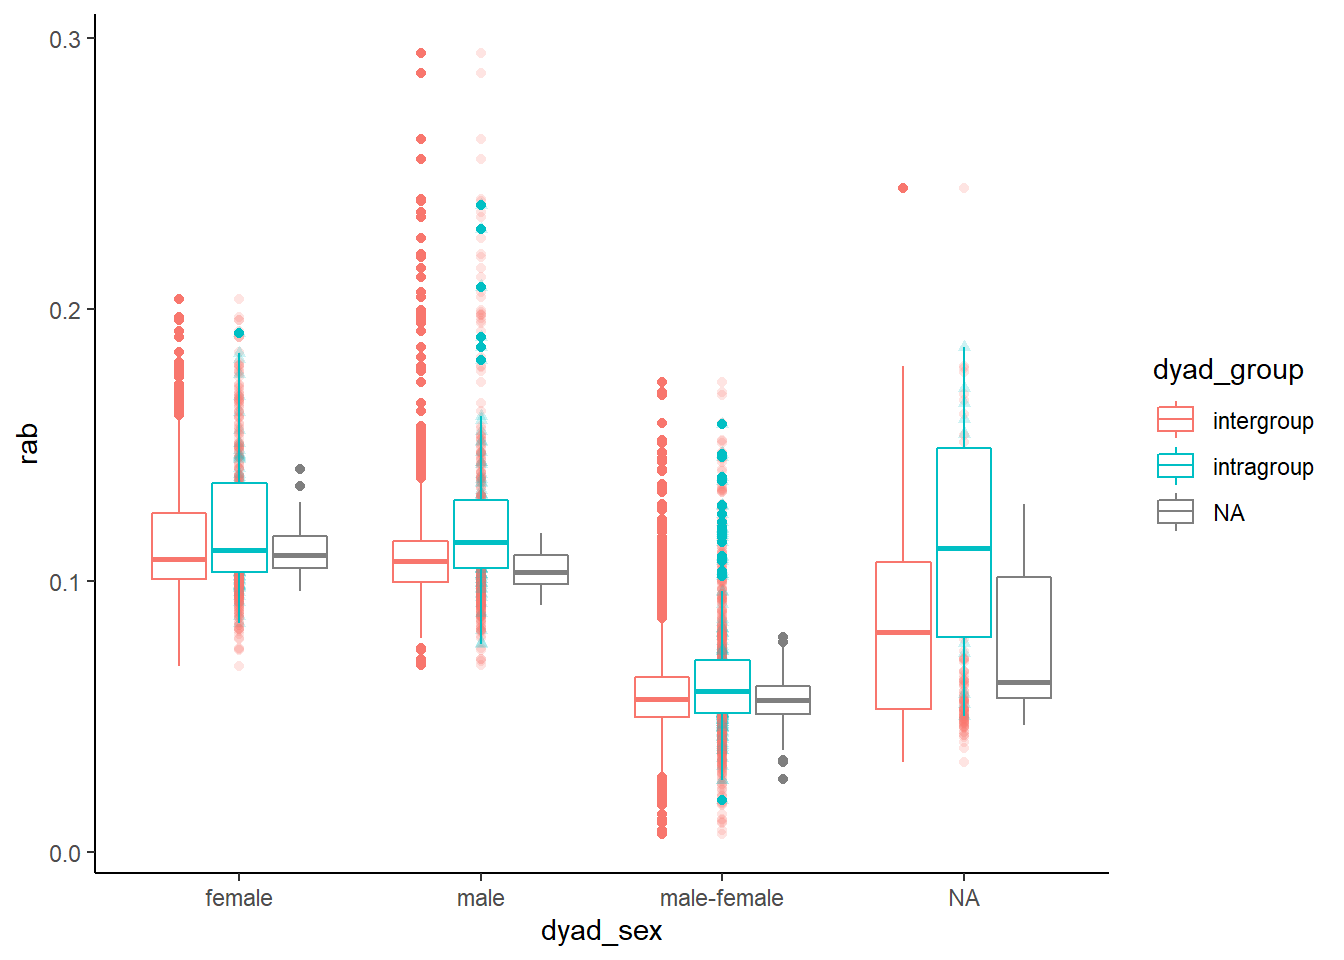 0.3
0.2
0.1
0.0
rab
female
male
male-female
NA
dyad_sex
dyad_group
intergroup
intragroup
NA